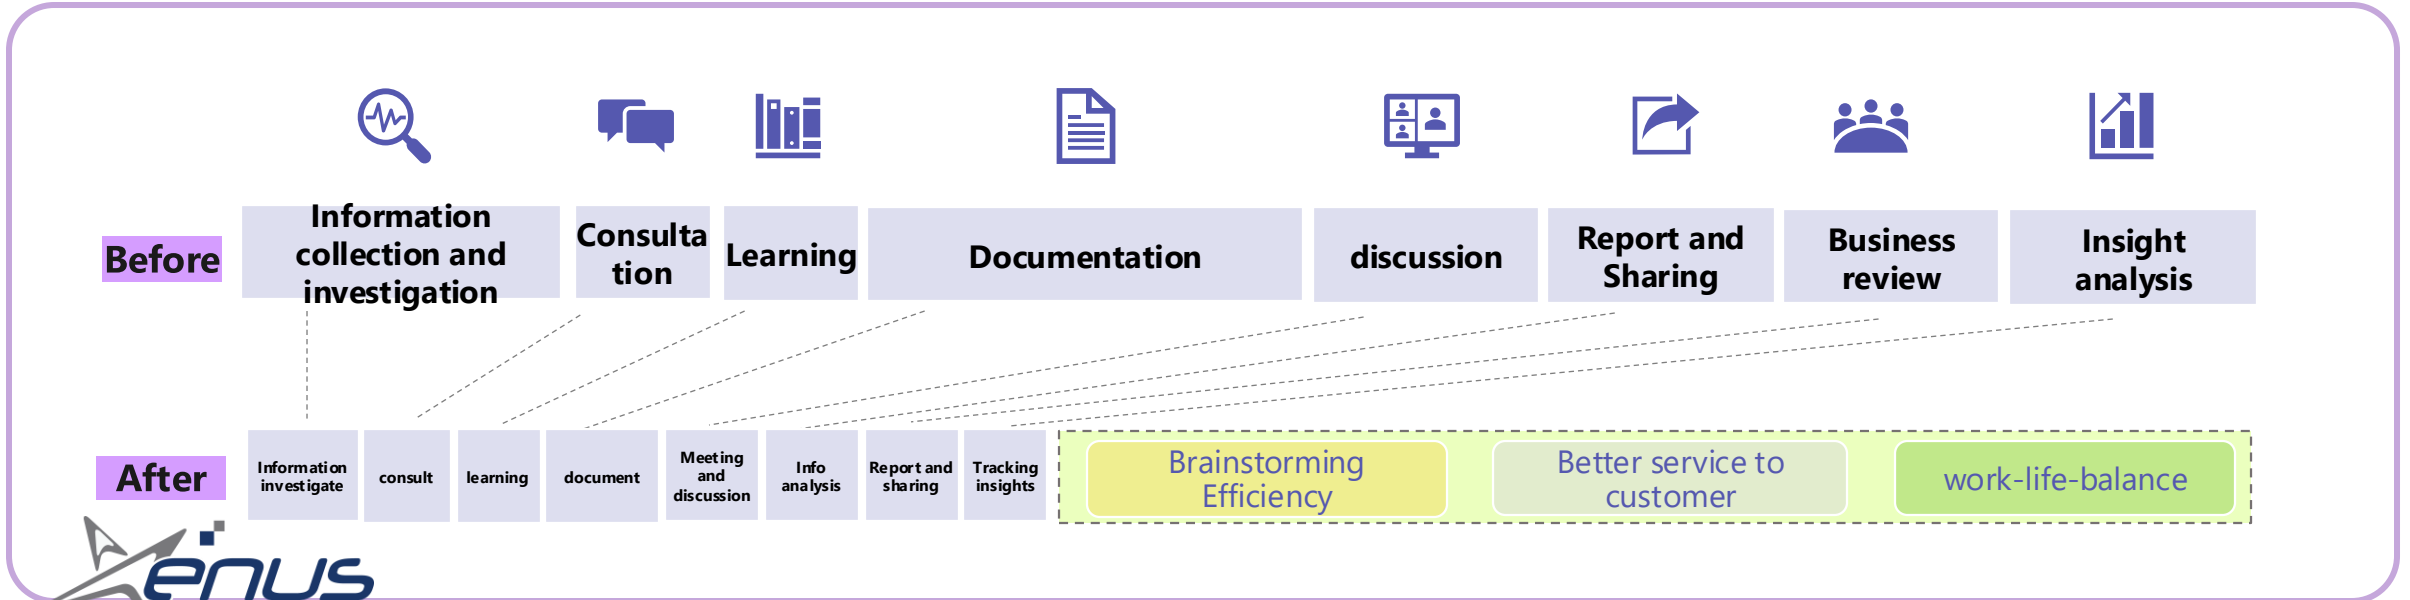 Before
Information
collection and
investigation
Consulta
tion
Learning
Documentation
discussion
Report and
Sharing
Business
review
Insight
analysis
After
Information
investigate
consult
learning
document
Meeting
and
discussion
Info
analysis
Report and
sharing
Tracking
insights
Brainstorming
Efficiency
Better service to
customer
work-life-balance
enus